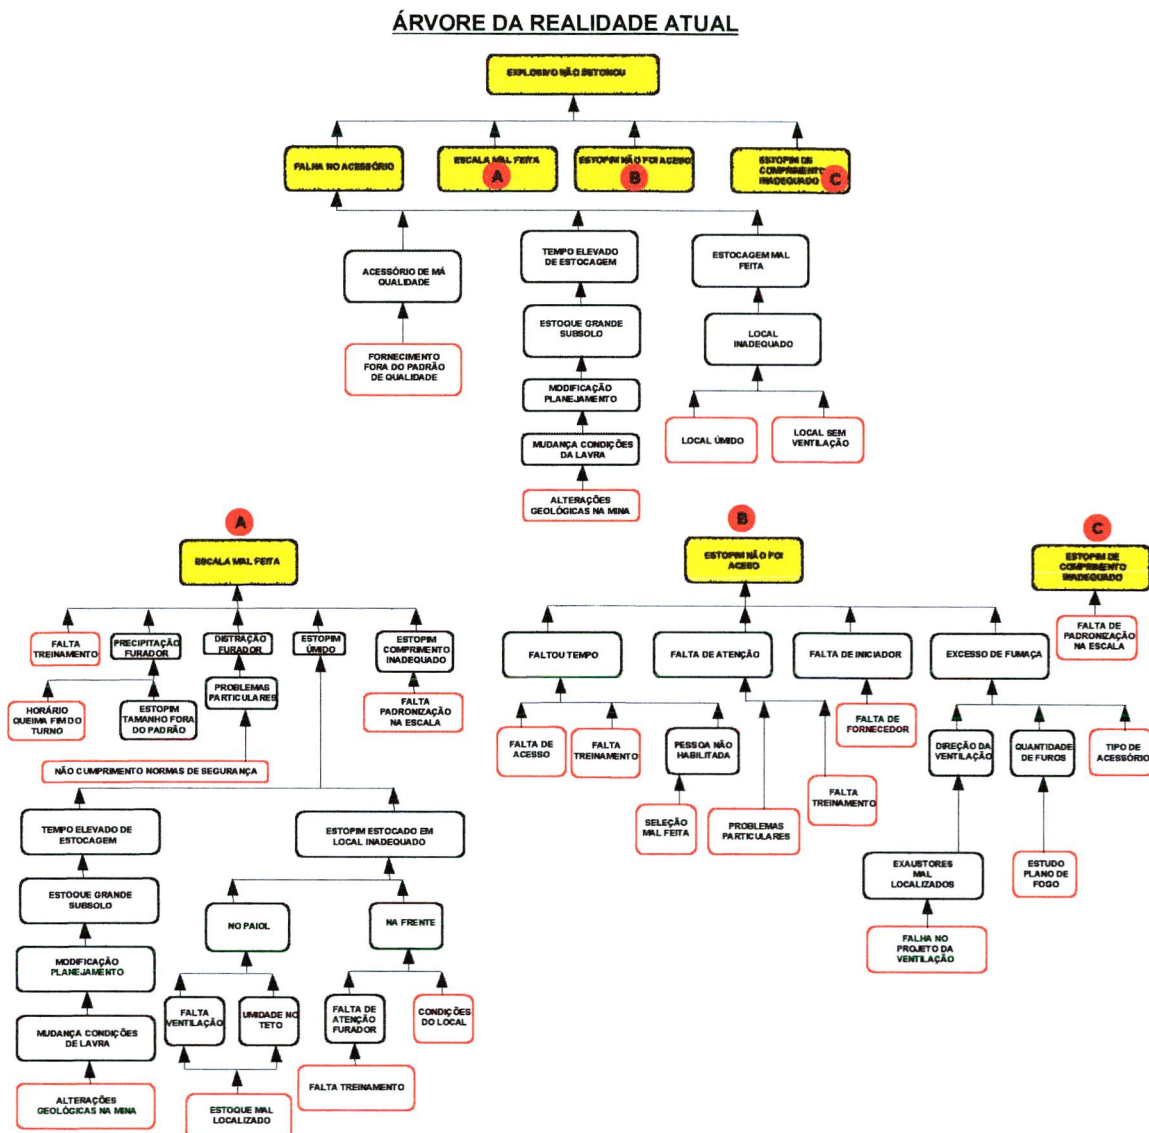 ÁRVORE DA REALIDADE ATUAL
EXPLOSIVO NÃO DETONOU
FALHA NO ACESSÓRIO
ESCALA MAL FEITA
A
ESTOPIM NÃO FOI ACESO
B
ESTOPIM DE
COMPRIMENTO
INADEQUADO
C
ACESSÓRIO DE MÁ
QUALIDADE
TEMPO ELEVADO
DE ESTOCAGEM
ESTOCAGEM MAL
FEITA
FORNECIMENTO
FORA DO PADRÃO
DE QUALIDADE
ESTOQUE GRANDE
SUBSOLO
LOCAL
INADEQUADO
MODIFICAÇÃO
PLANEJAMENTO
MUDANÇA CONDIÇÕES
DA LAVRA
LOCAL ÚMIDO
LOCAL SEM
VENTILAÇÃO
ALTERAÇÕES
GEOLÓGICAS NA MINA
A
ESCALA MAL FEITA
FALTA
TREINAMENTO
PRECIPITAÇÃO
FURADOR
DISTRAÇÃO
FURADOR
ESTOPIM
ÚMIDO
ESTOPIM
COMPRIMENTO
INADEQUADO
HORÁRIO
QUEIMA FIM DO
TURNO
ESTOPIM
TAMANHO FORA
DO PADRÃO
PROBLEMAS
PARTICULARES
FALTA
PADRONIZAÇÃO
NA ESCALA
NÃO CUMPRIMENTO NORMAS DE SEGURANÇA
TEMPO ELEVADO DE
ESTOCAGEM
ESTOPIM ESTOCADO EM
LOCAL INADEQUADO
ESTOQUE GRANDE
SUBSOLO
NO PAIOL
NA FRENTE
MODIFICAÇÃO
PLANEJAMENTO
FALTA
VENTILAÇÃO
UMIDADE NO
TETO
FALTA DE
ATENÇÃO
FURADOR
CONDIÇÕES
DO LOCAL
MUDANÇA CONDIÇÕES
DE LAVRA
ALTERAÇÕES
GEOLÓGICAS NA MINA
ESTOQUE MAL
LOCALIZADO
FALTA TREINAMENTO
B
ESTOPIM NÃO FOI
ACESO
FALTOU TEMPO
FALTA DE ATENÇÃO
FALTA DE INICIADOR
EXCESSO DE FUMAÇA
FALTA DE
ACESSO
FALTA
TREINAMENTO
PESSOA NÃO
HABILITADA
FALTA DE
FORNECEDOR
DIREÇÃO DA
VENTILAÇÃO
QUANTIDADE
DE FUROS
TIPO DE
ACESSÓRIO
SELEÇÃO
MAL FEITA
PROBLEMAS
PARTICULARES
FALTA
TREINAMENTO
EXAUSTORES
MAL
LOCALIZADOS
ESTUDO
PLANO DE
FOGO
FALHA NO
PROJETO DA
VENTILAÇÃO
C
ESTOPIM DE
COMPRIMENTO
INADEQUADO
FALTA DE
PADRONIZAÇÃO
NA ESCALA